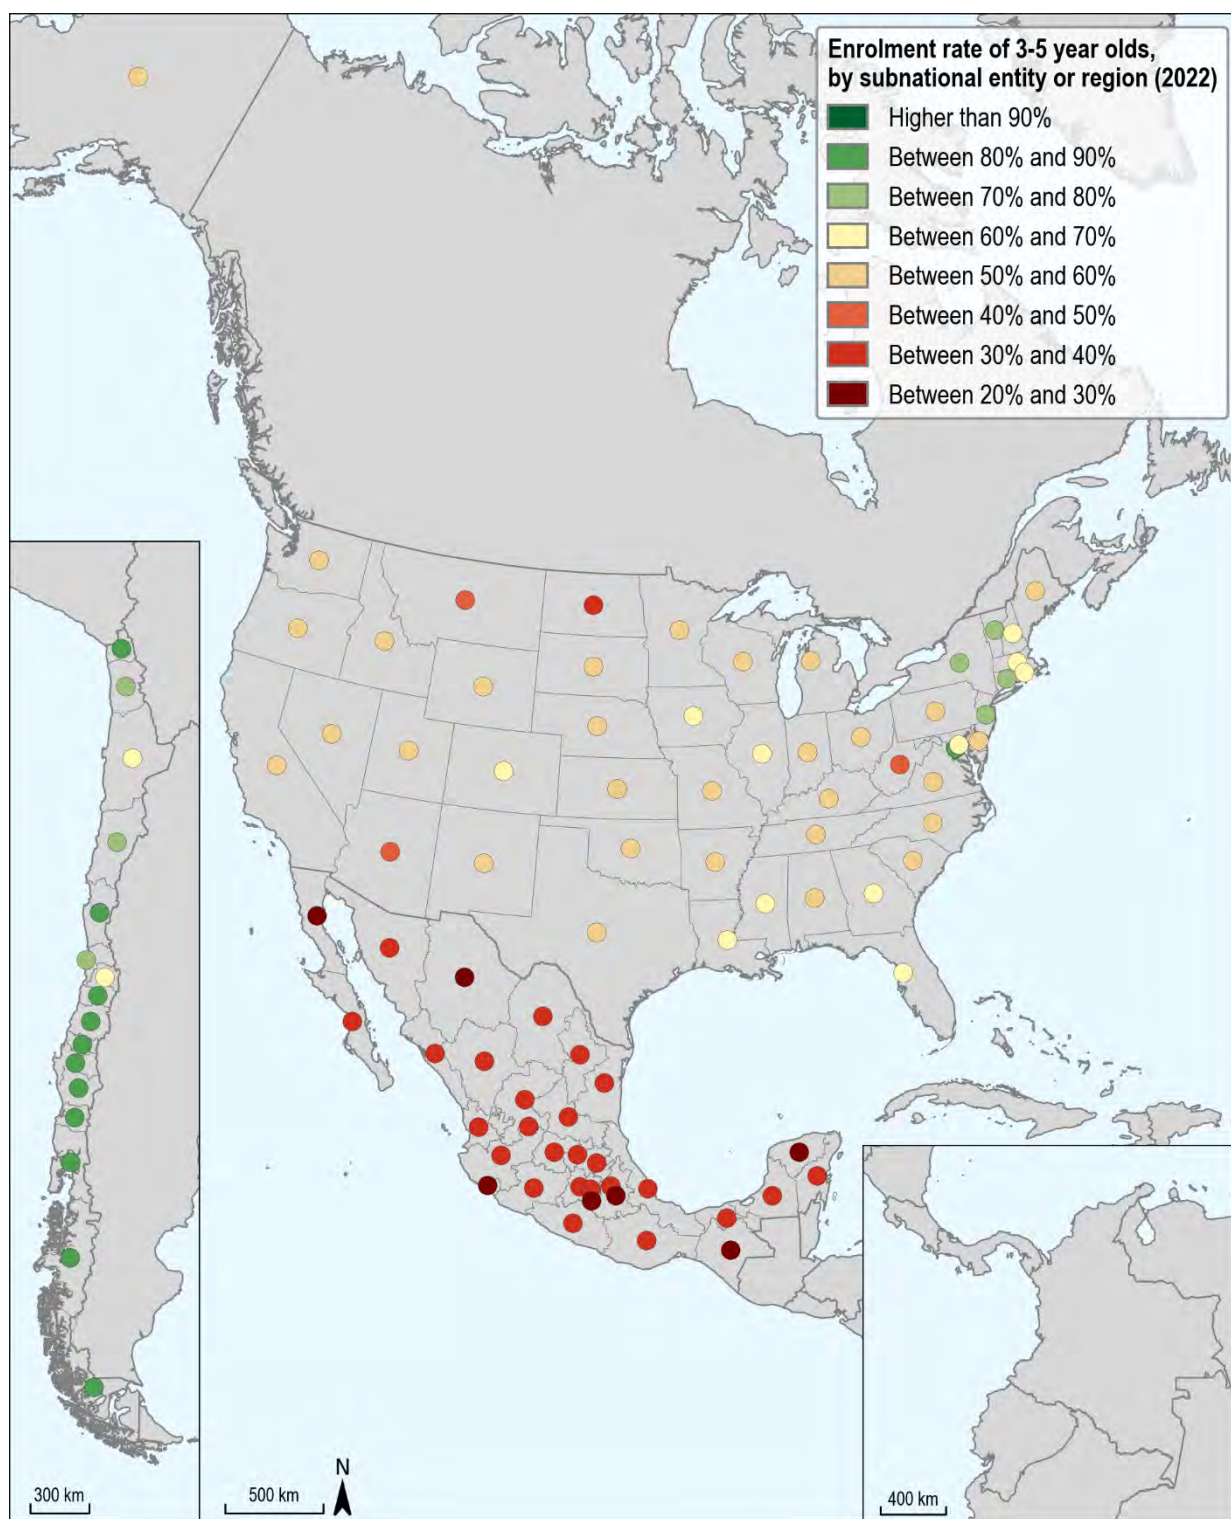 Enrolment rate of 3-5 year olds,
by subnational entity or region (2022)
Higher than 90%
Between 80% and 90%
Between 70% and 80%
Between 60% and 70%
Between 50% and 60%
Between 40% and 50%
Between 30% and 40%
Between 20% and 30%
300 km
500 km
N
400 km